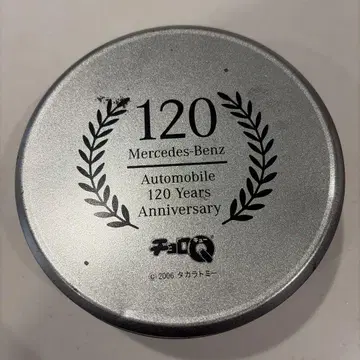 120
Mercedes-Benz
Automobile
120 Years
Anniversary
チョロQ
© 2006 タカラトミー